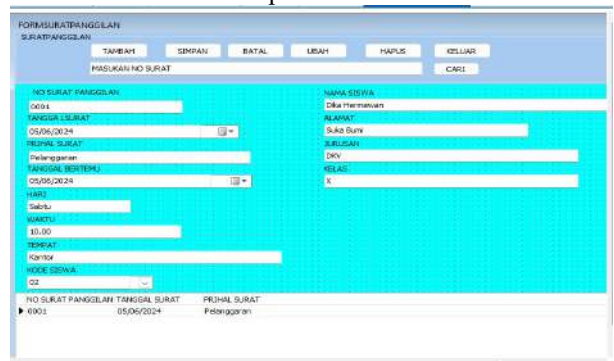 FORMSURATPANGGILAN
SURATPANGGILAN
TAMBAH SIMPAN BATAL UBAH HAPUS KELUAR
MASUKAN NO SURAT CARI
NO SURAT PANGGILAN
0001
TANGGALSURAT
05/06/2024
PRIHAL SURAT
Pelanggaran
TANGGAL BERTEMU
05/06/2024
HARI
Sabtu
WAKTU
10.00
TEMPAT
Kantor
KODE SISWA
02
NAMA SISWA
Dika Hermawan
ALAMAT
Suka Bumi
JURUSAN
DKV
KELAS
X
NO SURAT PANGGILAN TANGGAL SURAT PRIHAL SURAT
0001 05/06/2024 Pelanggaran